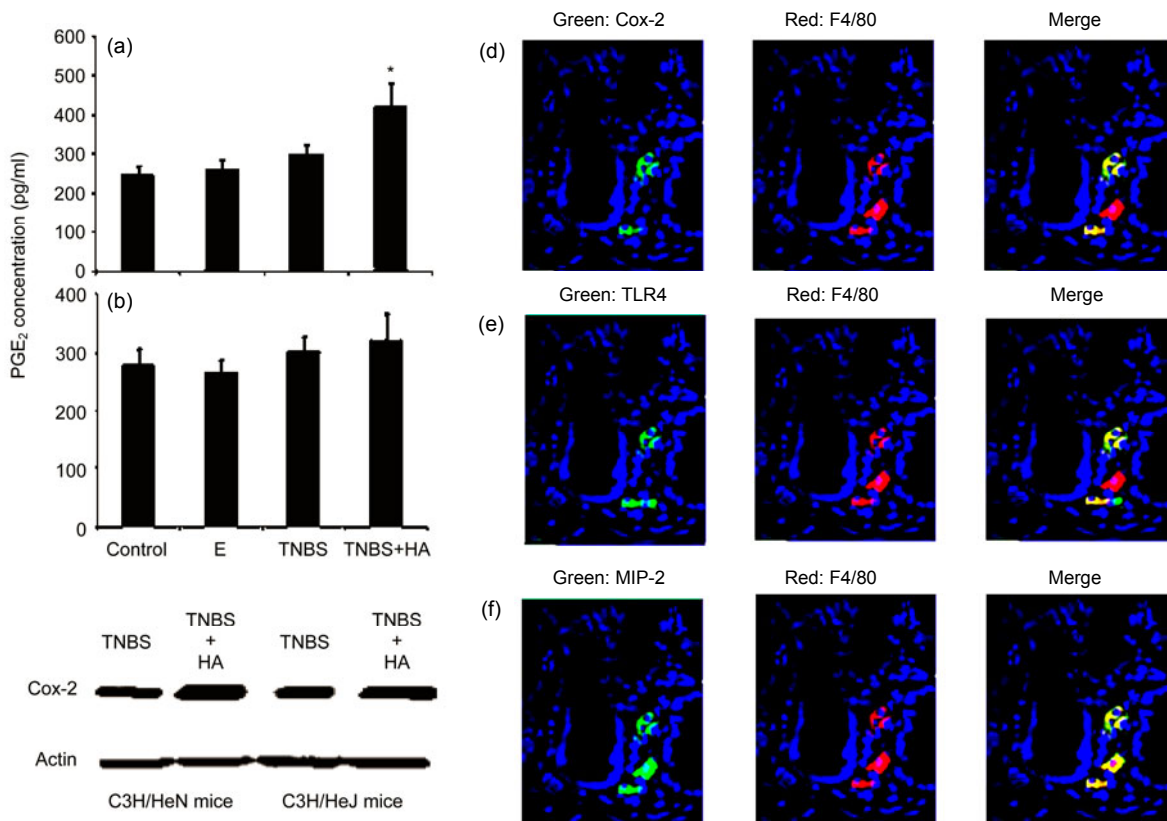 (a)
PGE₂ concentration (pg/ml)
600
500
400
300
200
100
0
*
(b)
400
300
200
100
0
Control E TNBS TNBS+HA
TNBS TNBS + HA TNBS TNBS + HA
Cox-2
Actin
C3H/HeN mice C3H/HeJ mice
(d)
Green: Cox-2 Red: F4/80 Merge
(e)
Green: TLR4 Red: F4/80 Merge
(f)
Green: MIP-2 Red: F4/80 Merge